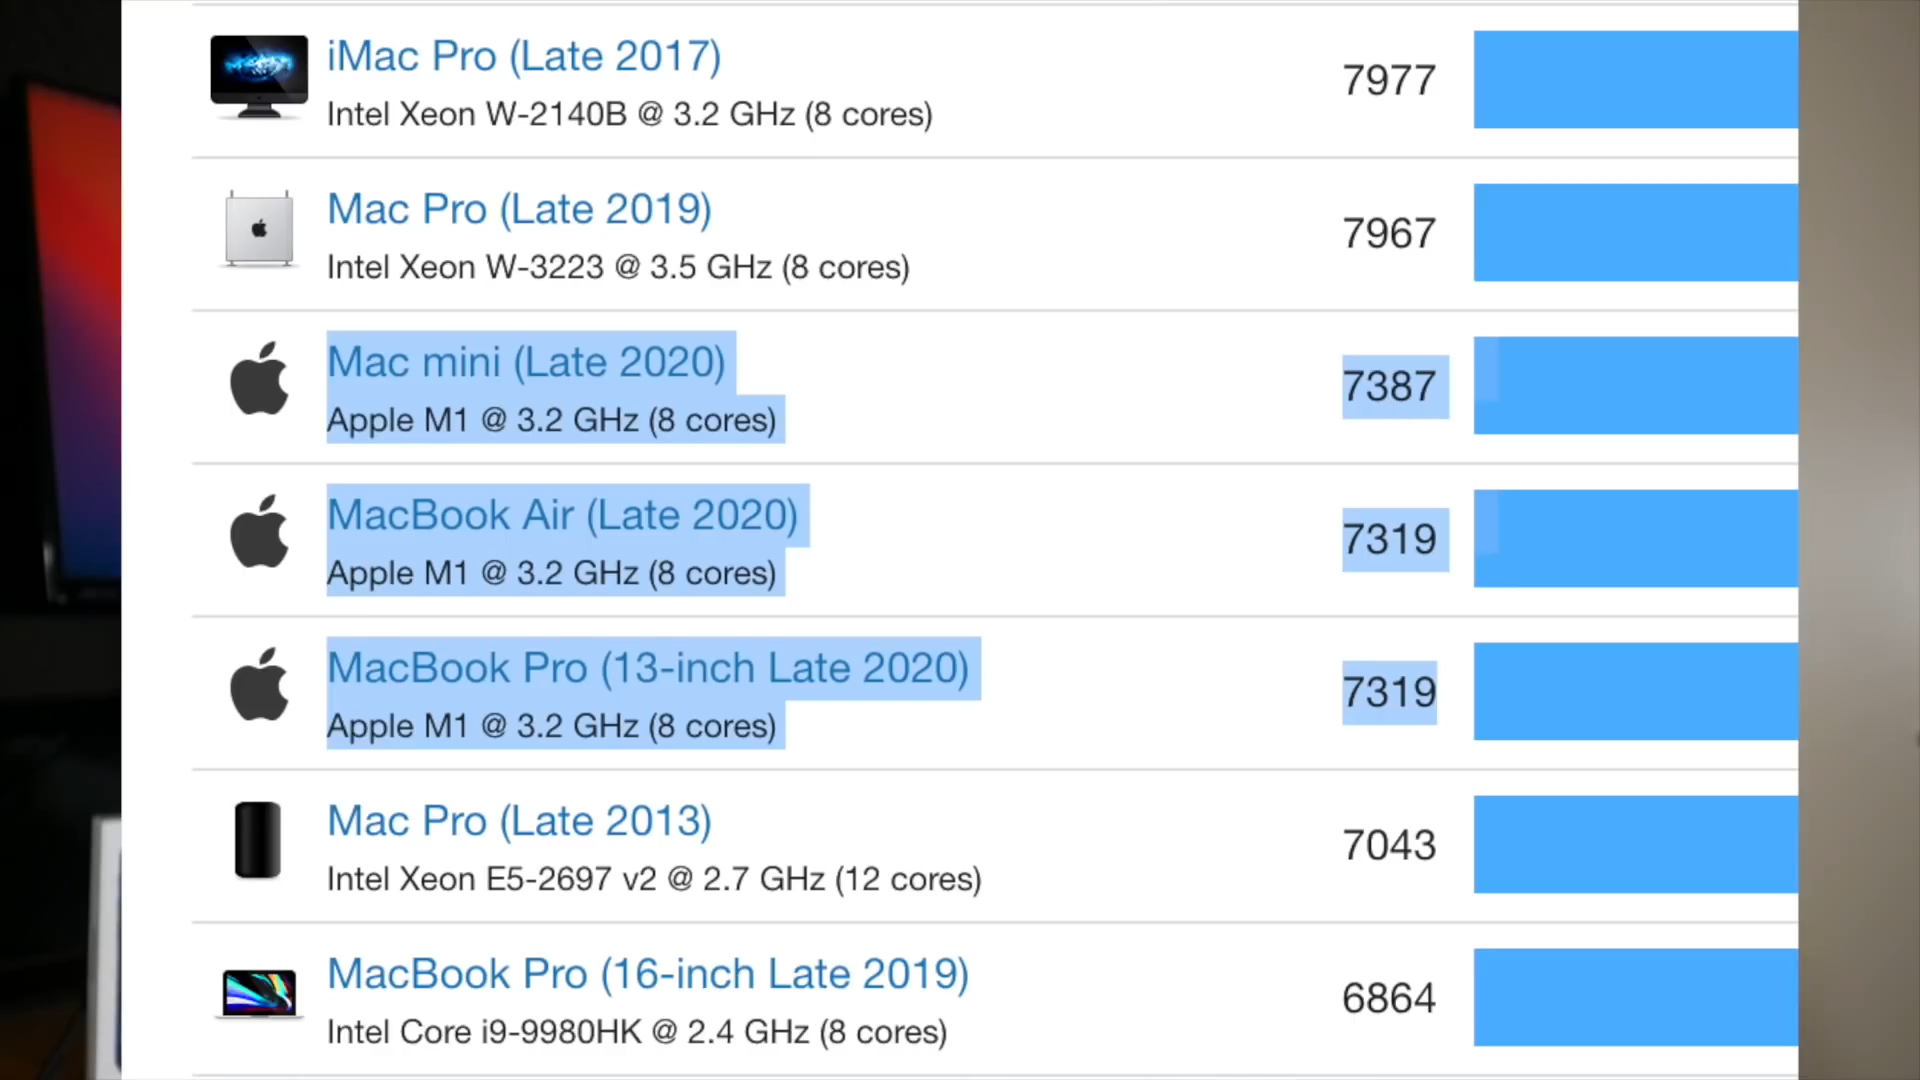 iMac Pro (Late 2017)
Intel Xeon W-2140B @ 3.2 GHz (8 cores)
7977
Mac Pro (Late 2019)
Intel Xeon W-3223 @ 3.5 GHz (8 cores)
7967
Mac mini (Late 2020)
Apple M1 @ 3.2 GHz (8 cores)
7387
MacBook Air (Late 2020)
Apple M1 @ 3.2 GHz (8 cores)
7319
MacBook Pro (13-inch Late 2020)
Apple M1 @ 3.2 GHz (8 cores)
7319
Mac Pro (Late 2013)
Intel Xeon E5-2697 v2 @ 2.7 GHz (12 cores)
7043
MacBook Pro (16-inch Late 2019)
Intel Core i9-9980HK @ 2.4 GHz (8 cores)
6864